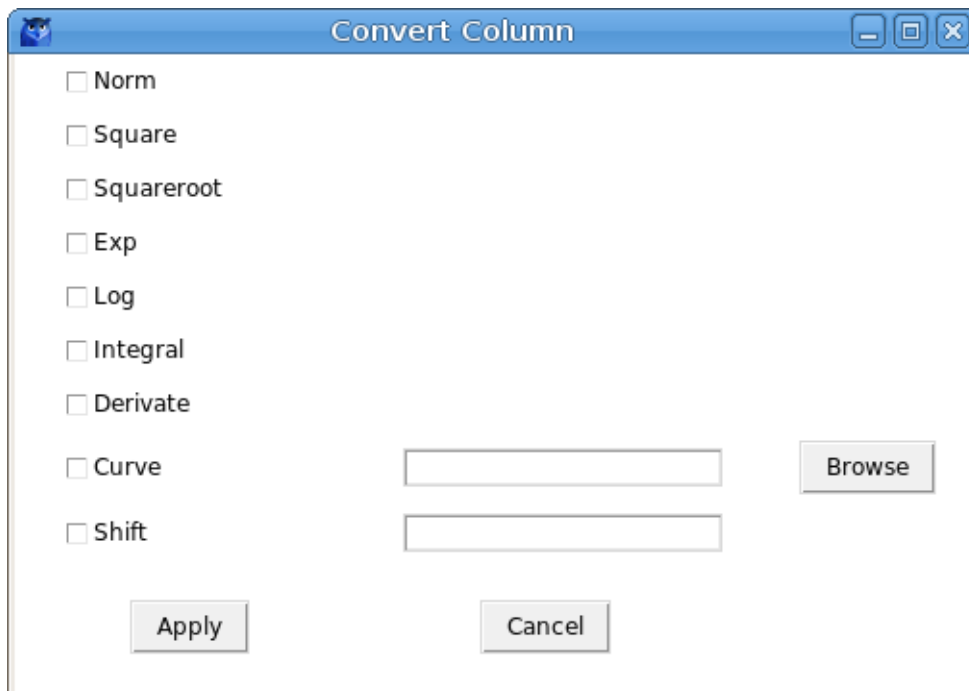 Convert Column
Norm
Square
Squareroot
Exp
Log
Integral
Derivate
Curve Browse
Shift
Apply Cancel